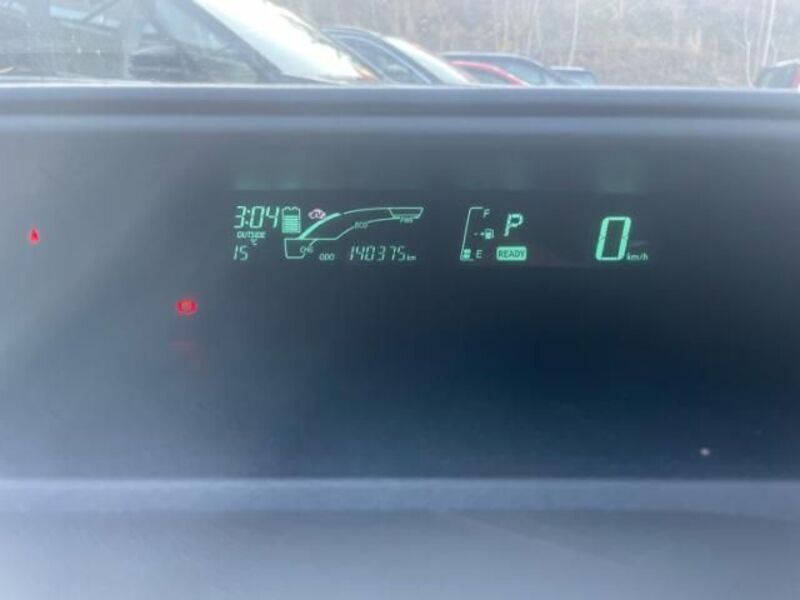 3:04
OUTSIDE
15 °C
CHG
ECO
PWR
ODO 140375 km
F
E
P
READY
0 km/h